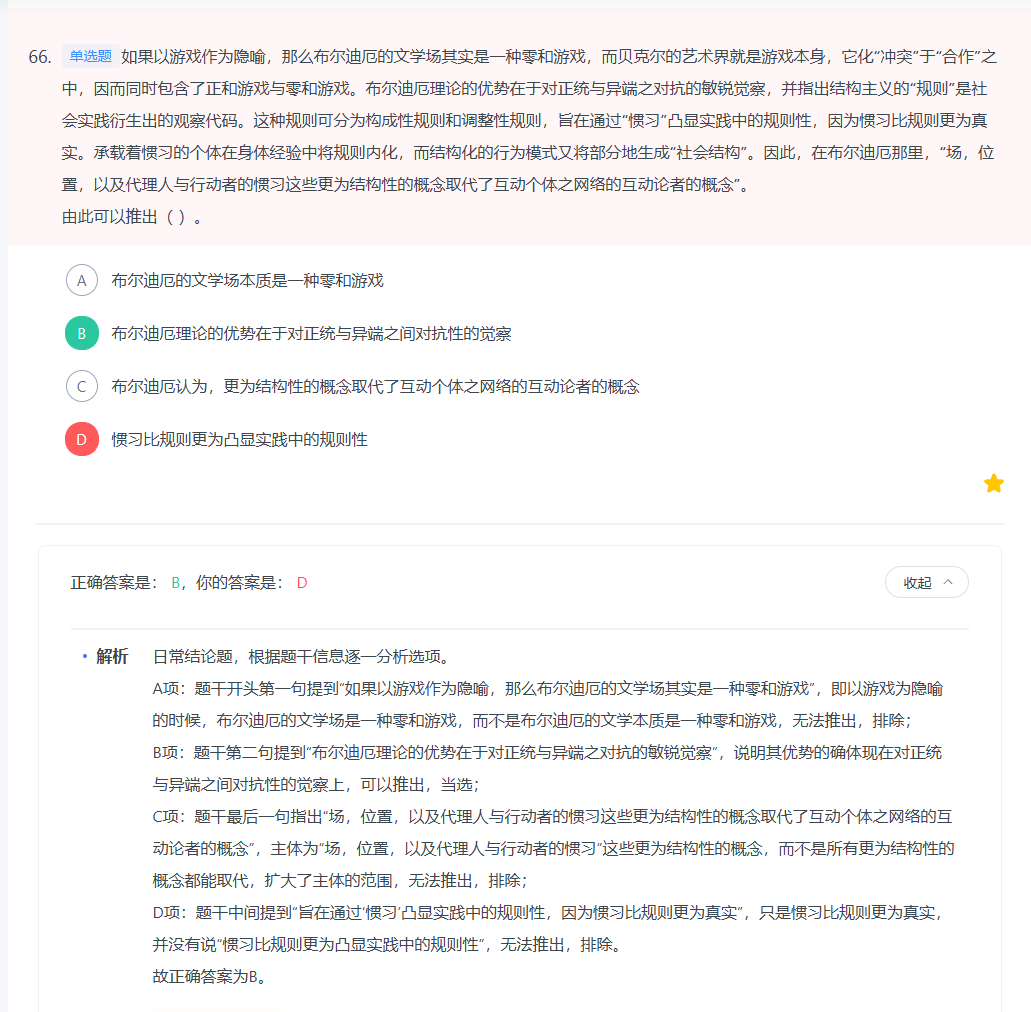 66. 单选题 如果以游戏作为隐喻，那么布尔迪厄的文学场其实是一种零和游戏，而贝克尔的艺术界就是游戏本身，它化“冲突”于“合作”之
中，因而同时包含了正和游戏与零和游戏。布尔迪厄理论的优势在于对正统与异端之对抗的敏锐觉察，并指出结构主义的“规则”是社
会实践衍生出的观察代码。这种规则可分为构成性规则和调整性规则，旨在通过“惯习”凸显实践中的规则性，因为惯习比规则更为真
实。承载着惯习的个体在身体经验中将规则内化，而结构化的行为模式又将部分地生成“社会结构”。因此，在布尔迪厄那里，“场，位
置，以及代理人与行动者的惯习这些更为结构性的概念取代了互动个体之网络的互动论者的概念”。
由此可以推出（ ）。
A 布尔迪厄的文学场本质是一种零和游戏
B 布尔迪厄理论的优势在于对正统与异端之间对抗性的觉察
C 布尔迪厄认为，更为结构性的概念取代了互动个体之网络的互动论者的概念
D 惯习比规则更为凸显实践中的规则性
正确答案是： B，你的答案是： D
收起
· 解析 日常结论题，根据题干信息逐一分析选项。
A项：题干开头第一句提到“如果以游戏作为隐喻，那么布尔迪厄的文学场其实是一种零和游戏”，即以游戏为隐喻
的时候，布尔迪厄的文学场是一种零和游戏，而不是布尔迪厄的文学本质是一种零和游戏，无法推出，排除；
B项：题干第二句提到“布尔迪厄理论的优势在于对正统与异端之对抗的敏锐觉察”，说明其优势的确体现在对正统
与异端之间对抗性的觉察上，可以推出，当选；
C项：题干最后一句指出“场，位置，以及代理人与行动者的惯习这些更为结构性的概念取代了互动个体之网络的互
动论者的概念”，主体为“场，位置，以及代理人与行动者的惯习”这些更为结构性的概念，而不是所有更为结构性的
概念都能取代，扩大了主体的范围，无法推出，排除；
D项：题干中间提到“旨在通过‘惯习’凸显实践中的规则性，因为惯习比规则更为真实”，只是惯习比规则更为真实，
并没有说“惯习比规则更为凸显实践中的规则性”，无法推出，排除。
故正确答案为B。